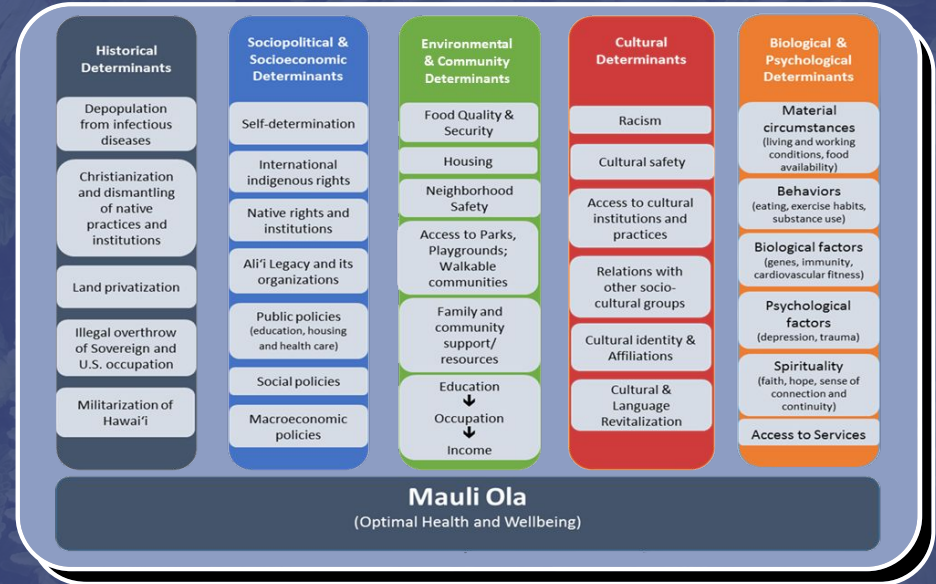 Historical
Determinants
Depopulation
from infectious
diseases
Christianization
and dismantling
of native
practices and
institutions
Land privatization
Illegal overthrow
of Sovereign and
U.S. occupation
Militarization of
Hawai‘i
Sociopolitical &
Socioeconomic
Determinants
Self-determination
International
indigenous rights
Native rights and
institutions
Ali‘i Legacy and its
organizations
Public policies
(education, housing
and health care)
Social policies
Macroeconomic
policies
Environmental
& Community
Determinants
Food Quality &
Security
Housing
Neighborhood
Safety
Access to Parks,
Playgrounds;
Walkable
communities
Family and
community
support/
resources
Education
Occupation
Income
Cultural
Determinants
Racism
Cultural safety
Access to cultural
institutions and
practices
Relations with
other socio-
cultural groups
Cultural identity &
Affiliations
Cultural &
Language
Revitalization
Biological &
Psychological
Determinants
Material
circumstances
(living and working
conditions, food
availability)
Behaviors
(eating, exercise habits,
substance use)
Biological factors
(genes, immunity,
cardiovascular fitness)
Psychological
factors
(depression, trauma)
Spirituality
(faith, hope, sense of
connection and
continuity)
Access to Services
Mauli Ola
(Optimal Health and Wellbeing)